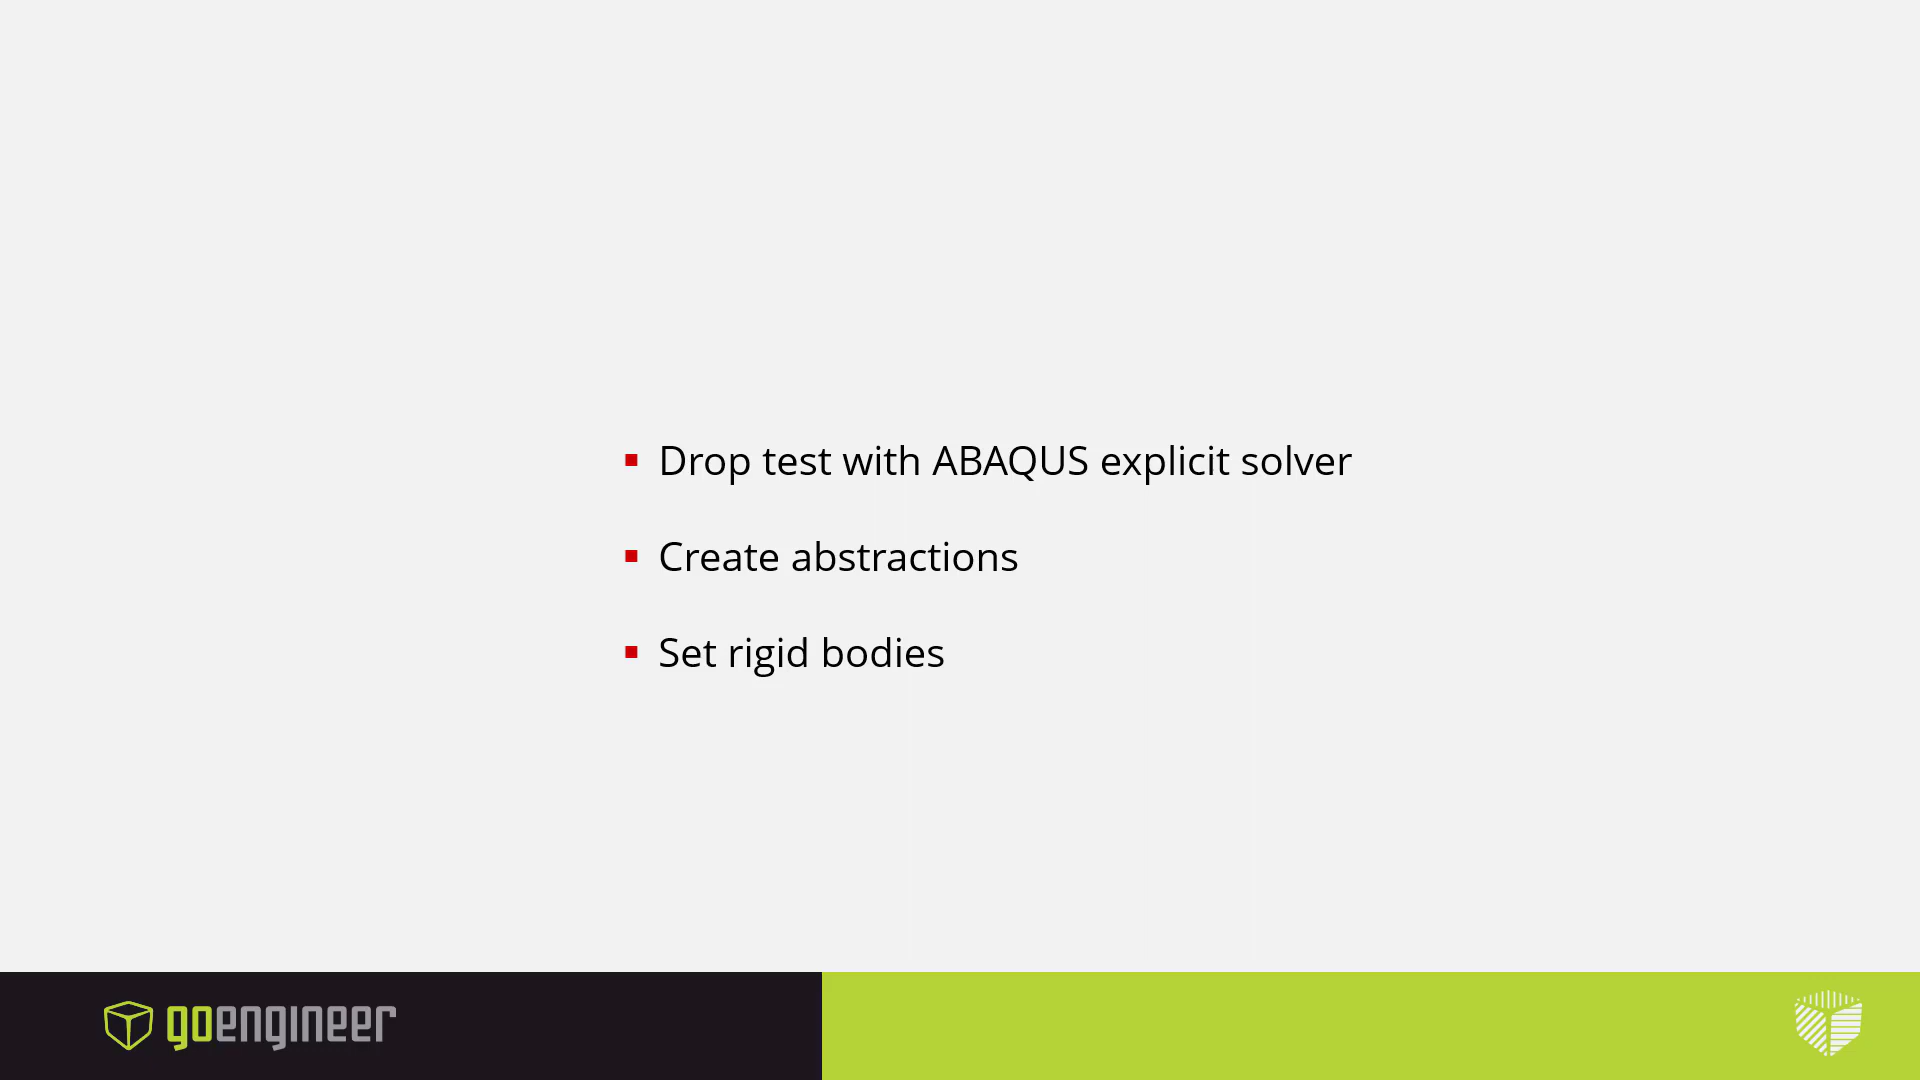 Drop test with ABAQUS explicit solver
Create abstractions
Set rigid bodies
goengineer